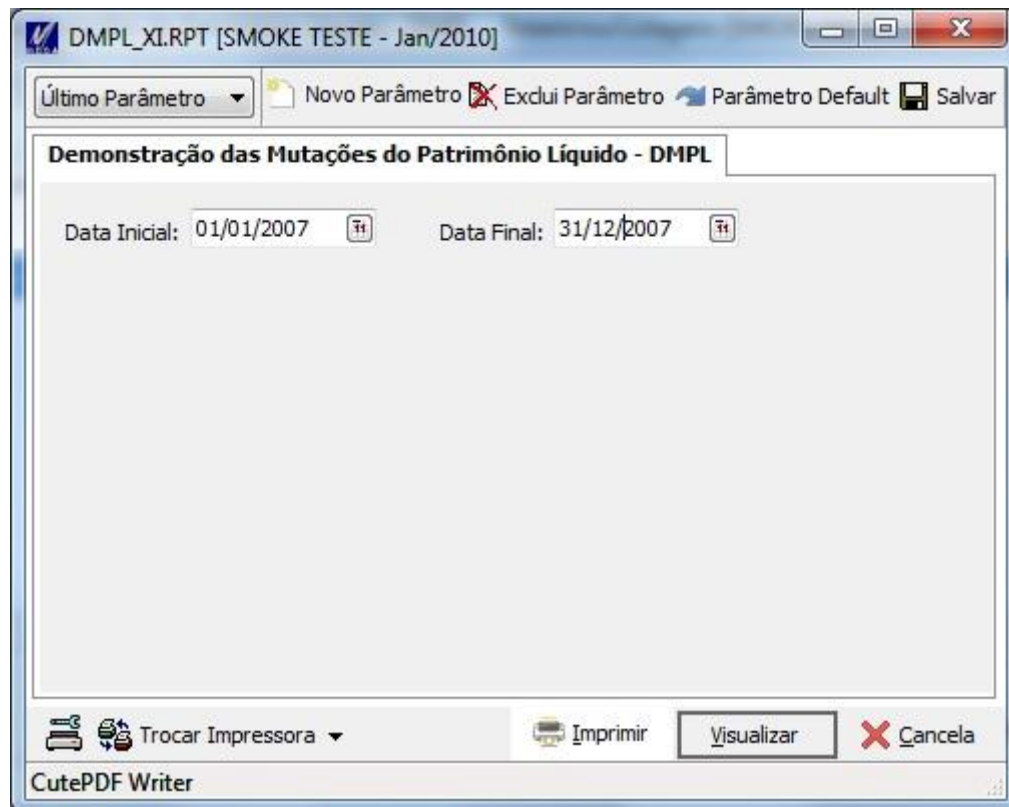 DMPL_XI.RPT [SMOKE TESTE - Jan/2010]
Último Parâmetro Novo Parâmetro Exclui Parâmetro Parâmetro Default Salvar
Demonstração das Mutações do Patrimônio Líquido - DMPL
Data Inicial: 01/01/2007 Data Final: 31/12/2007
Trocar Impressora Imprimir Visualizar Cancela
CutePDF Writer